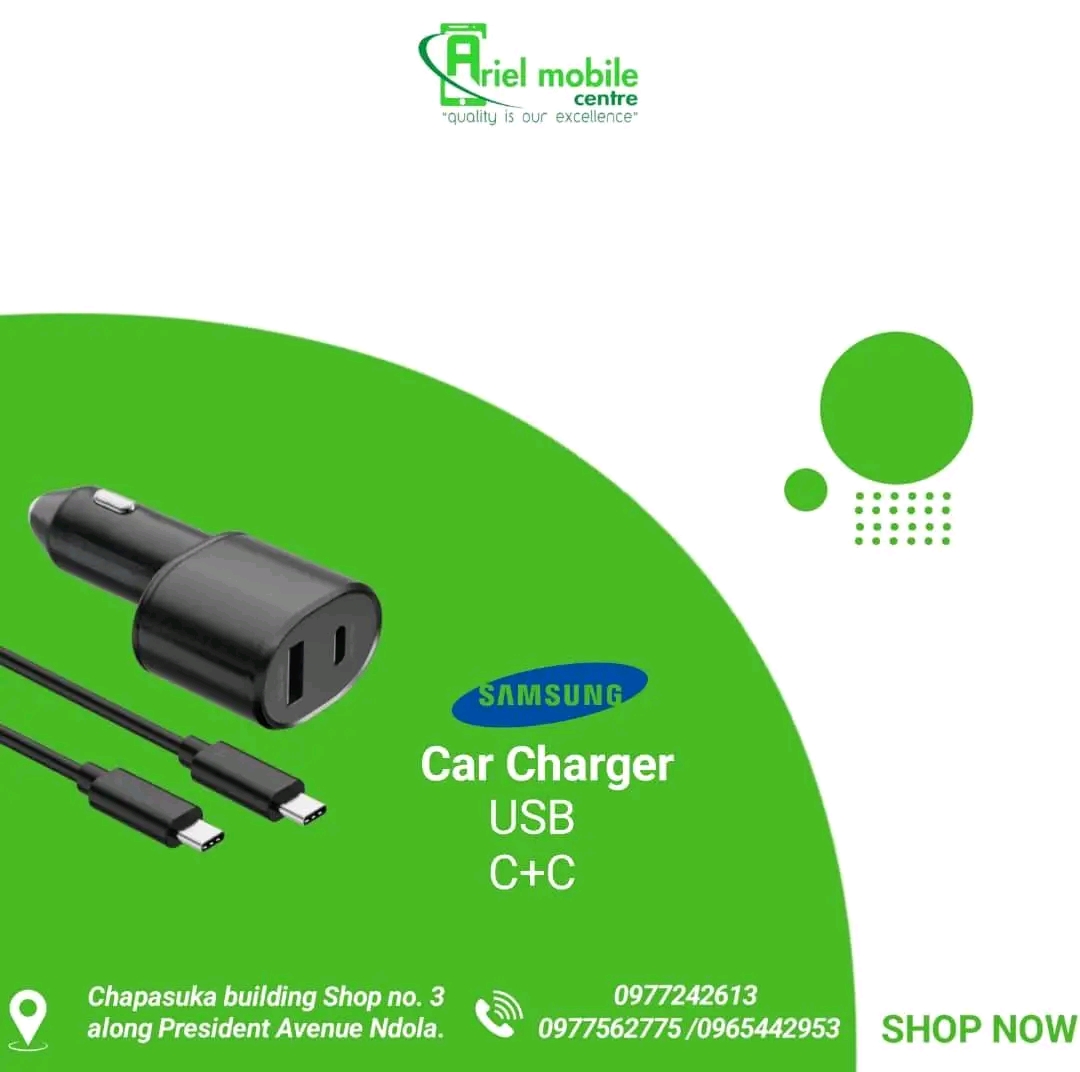 Ariel mobile
centre
"quality is our excellence"
SAMSUNG
Car Charger
USB
C+C
Chapasuka building Shop no. 3
along President Avenue Ndola.
0977242613
0977562775 /0965442953
SHOP NOW